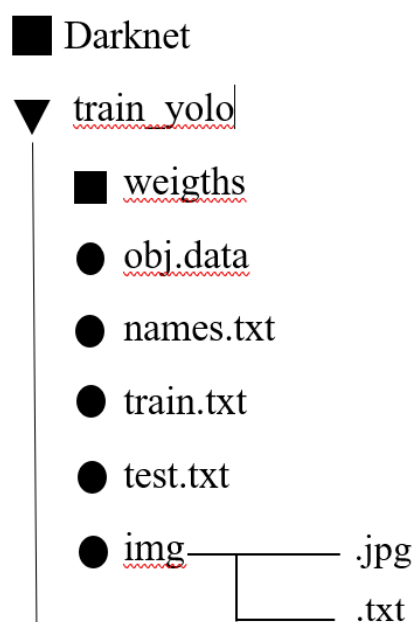 Darknet
train_yolo
weigths
obj.data
names.txt
train.txt
test.txt
img .jpg
.txt